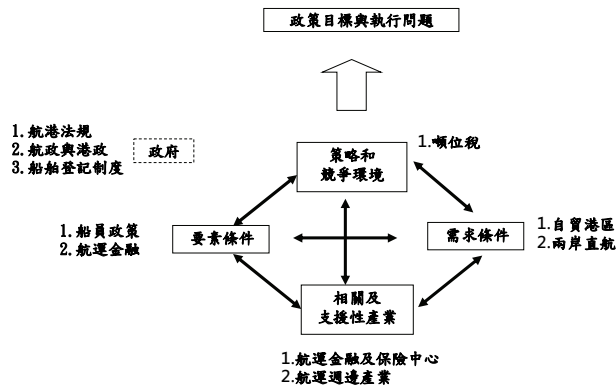 政策目標與執行問題
1. 航港法規
2. 航政與港政
3. 船舶登記制度
政府
策略和
競爭環境
1.噸位稅
1. 船員政策
2. 航運金融
要素條件
需求條件
1.自貿港區
2.兩岸直航
相關及
支援性產業
1.航運金融及保險中心
2.航運週邊產業